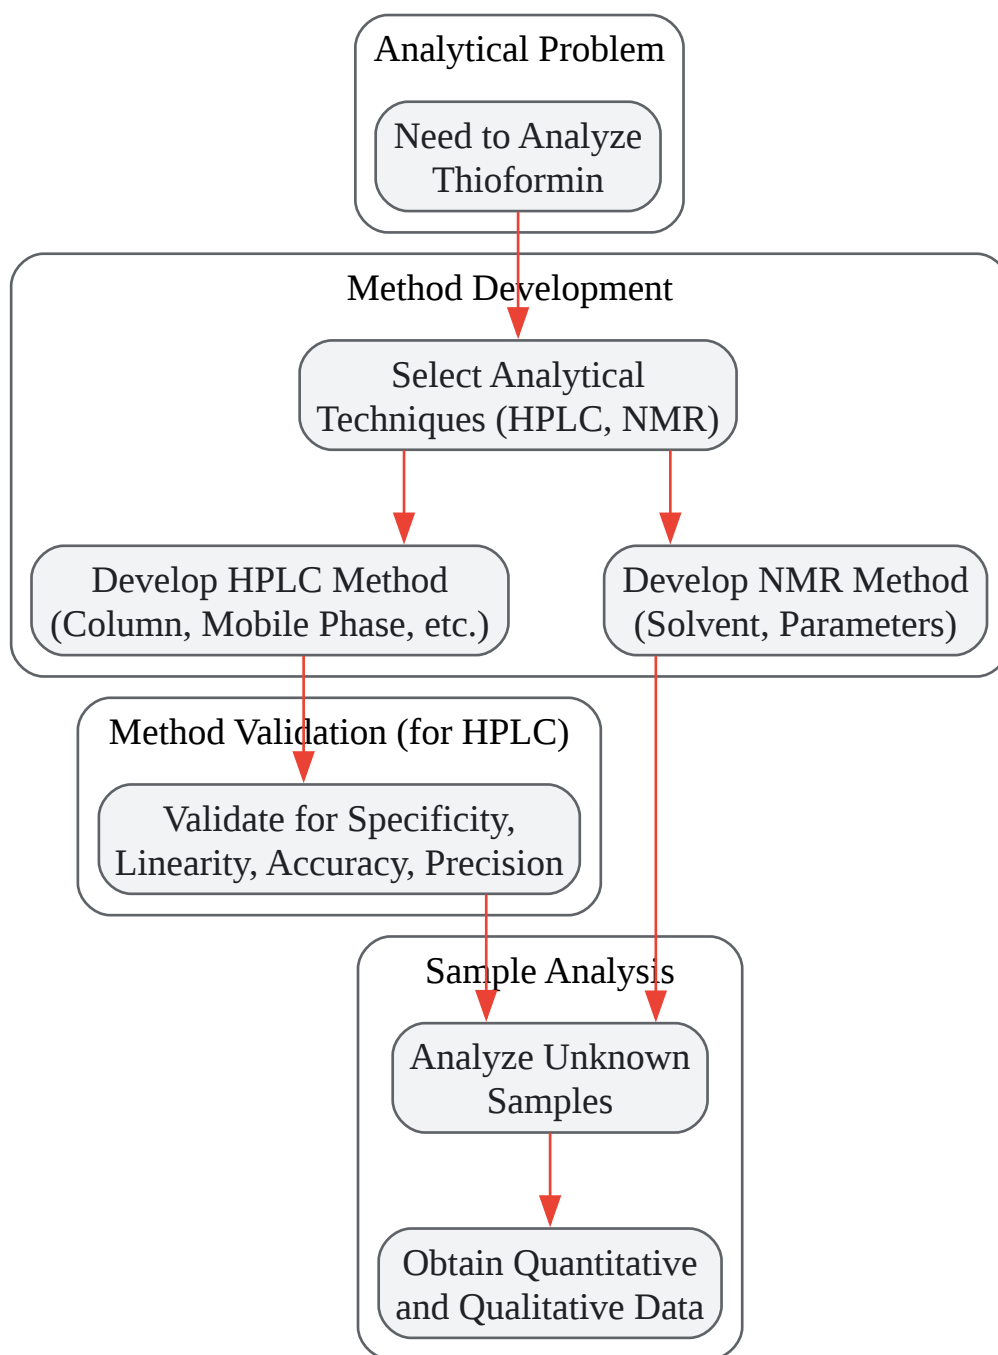 Analytical Problem
Need to Analyze
Thioformin
Method Development
Select Analytical
Techniques (HPLC, NMR)
Develop HPLC Method
(Column, Mobile Phase, etc.)
Develop NMR Method
(Solvent, Parameters)
Method Validation (for HPLC)
Validate for Specificity,
Linearity, Accuracy, Precision
Sample Analysis
Analyze Unknown
Samples
Obtain Quantitative
and Qualitative Data